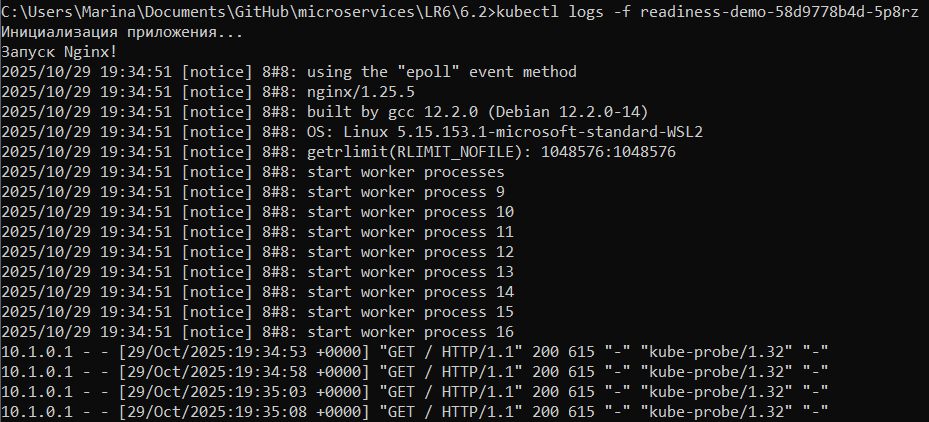 C:\Users\Marina\Documents\GitHub\microservices\LR6\6.2>kubectl logs -f readiness-demo-58d9778b4d-5p8rz
Инициализация приложения...
Запуск Nginx!
2025/10/29 19:34:51 [notice] 8#8: using the "epoll" event method
2025/10/29 19:34:51 [notice] 8#8: nginx/1.25.5
2025/10/29 19:34:51 [notice] 8#8: built by gcc 12.2.0 (Debian 12.2.0-14)
2025/10/29 19:34:51 [notice] 8#8: OS: Linux 5.15.153.1-microsoft-standard-WSL2
2025/10/29 19:34:51 [notice] 8#8: getrlimit(RLIMIT_NOFILE): 1048576:1048576
2025/10/29 19:34:51 [notice] 8#8: start worker processes
2025/10/29 19:34:51 [notice] 8#8: start worker process 9
2025/10/29 19:34:51 [notice] 8#8: start worker process 10
2025/10/29 19:34:51 [notice] 8#8: start worker process 11
2025/10/29 19:34:51 [notice] 8#8: start worker process 12
2025/10/29 19:34:51 [notice] 8#8: start worker process 13
2025/10/29 19:34:51 [notice] 8#8: start worker process 14
2025/10/29 19:34:51 [notice] 8#8: start worker process 15
2025/10/29 19:34:51 [notice] 8#8: start worker process 16
10.1.0.1 - - [29/Oct/2025:19:34:53 +0000] "GET / HTTP/1.1" 200 615 "-" "kube-probe/1.32" "-"
10.1.0.1 - - [29/Oct/2025:19:34:58 +0000] "GET / HTTP/1.1" 200 615 "-" "kube-probe/1.32" "-"
10.1.0.1 - - [29/Oct/2025:19:35:03 +0000] "GET / HTTP/1.1" 200 615 "-" "kube-probe/1.32" "-"
10.1.0.1 - - [29/Oct/2025:19:35:08 +0000] "GET / HTTP/1.1" 200 615 "-" "kube-probe/1.32" "-"